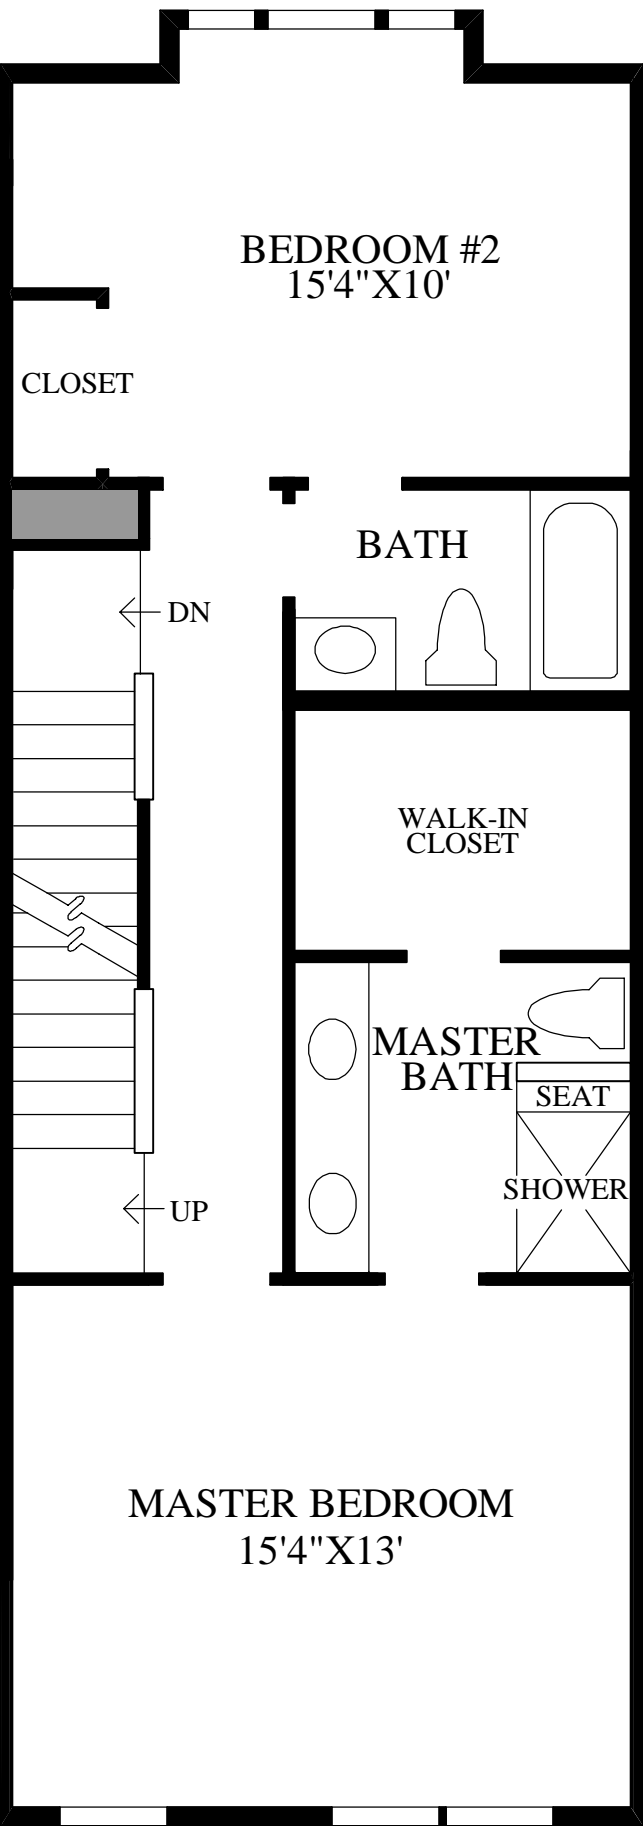 BEDROOM #2
15'4"X10'
CLOSET
BATH
DN
WALK-IN
CLOSET
MASTER
BATH
SEAT
SHOWER
UP
MASTER BEDROOM
15'4"X13'